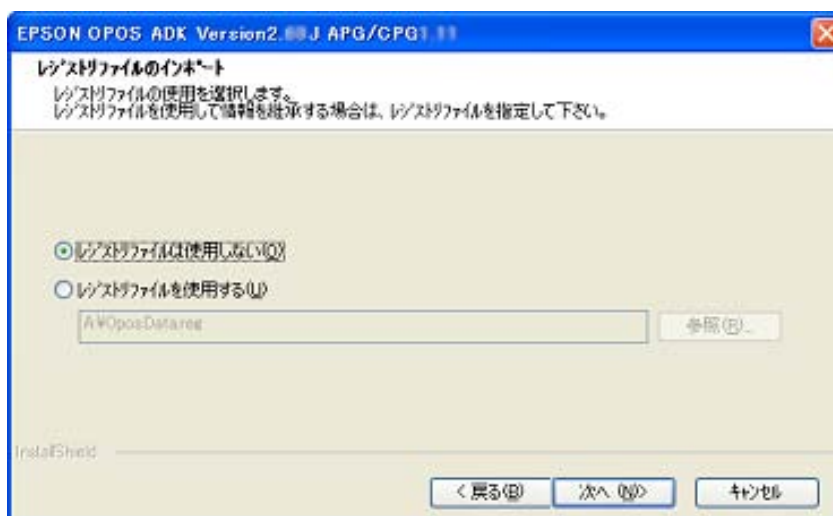 EPSON OPOS ADK Version2. J APG/CPG1.11
レジストリファイルのインポート
レジストリファイルの使用を選択します。
レジストリファイルを使用して情報を継承する場合は、レジストリファイルを指定して下さい。
レジストリファイルは使用しない(O)
レジストリファイルを使用する(U)
A:¥OposData.reg
参照(R)...
InstallShield
< 戻る(B)
次へ (N)>
キャンセル